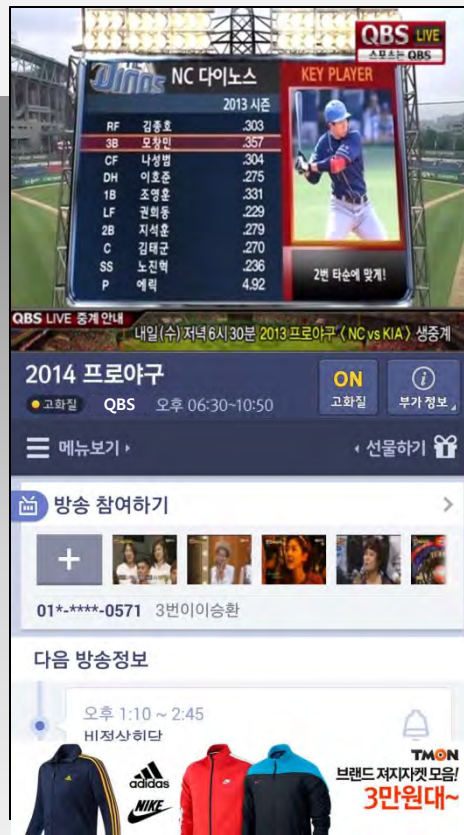 QBS LIVE
스포츠는 QBS
Dinos NC 다이노스
KEY PLAYER
2013 시즌
RF 김종호 .303
3B 모창민 .357
CF 나성범 .304
DH 이호준 .275
1B 조영훈 .331
LF 권희동 .229
2B 지석훈 .279
C 김태군 .270
SS 노진혁 .236
P 에릭 4.92
2번 타순에 맞게!
QBS LIVE 중계 안내
내일(수) 저녁 6시 30분 2013 프로야구 〈NC vs KIA〉 생중계
2014 프로야구
고화질 QBS 오후 06:30~10:50
ON
고화질
부가 정보
메뉴보기
선물하기
방송 참여하기
01*-****-0571 3번이이승환
다음 방송정보
오후 1:10 ~ 2:45
비정상회담
adidas
NIKE
TMON
브랜드 져지자켓 모음!
3만원대~